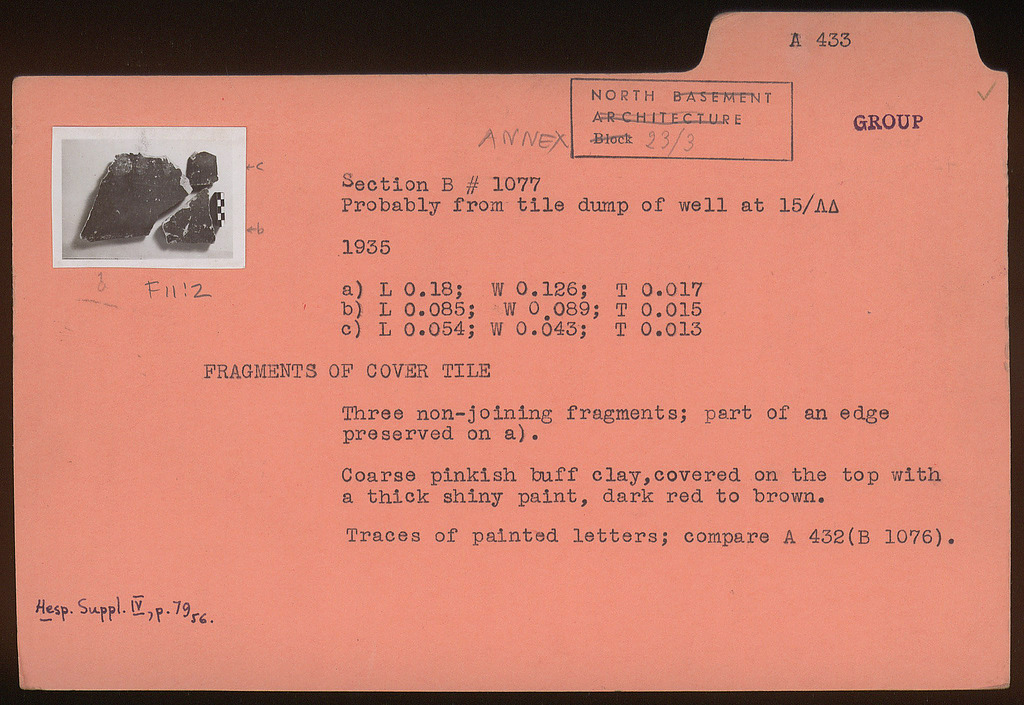 A 433
NORTH BASEMENT
ARCHITECTURE
Block 23/3
ANNEX
GROUP
←c
←b
F11:2
Section B # 1077
Probably from tile dump of well at 15/ΛΔ
1935
a) L 0.18; W 0.126; T 0.017
b) L 0.085; W 0.089; T 0.015
c) L 0.054; W 0.043; T 0.013
FRAGMENTS OF COVER TILE
Three non-joining fragments; part of an edge
preserved on a).
Coarse pinkish buff clay,covered on the top with
a thick shiny paint, dark red to brown.
Traces of painted letters; compare A 432(B 1076).
Hesp. Suppl. IV, p. 79 56.